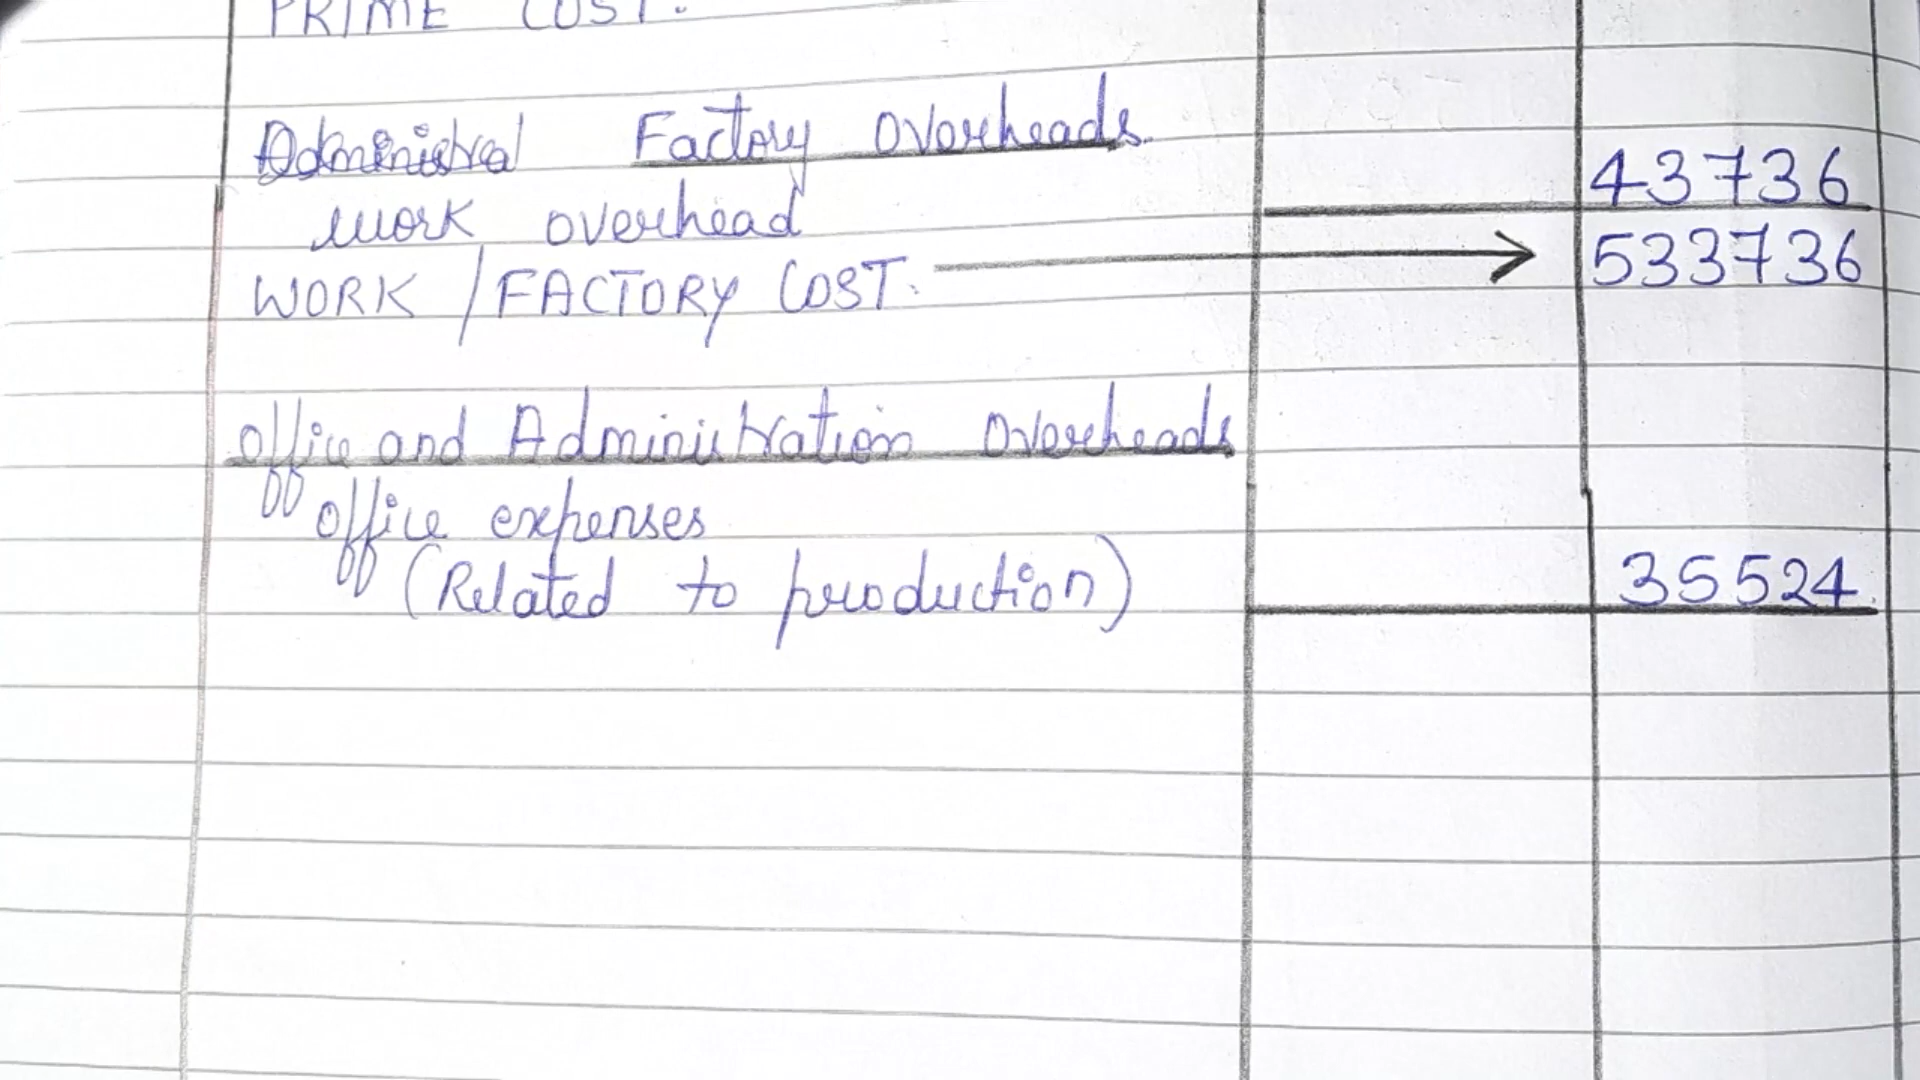 PRIME COST.
Factory Overheads
43736
work overhead
WORK / FACTORY COST. 533736
Office and Administration Overheads
office expenses
(Related to production) 35524